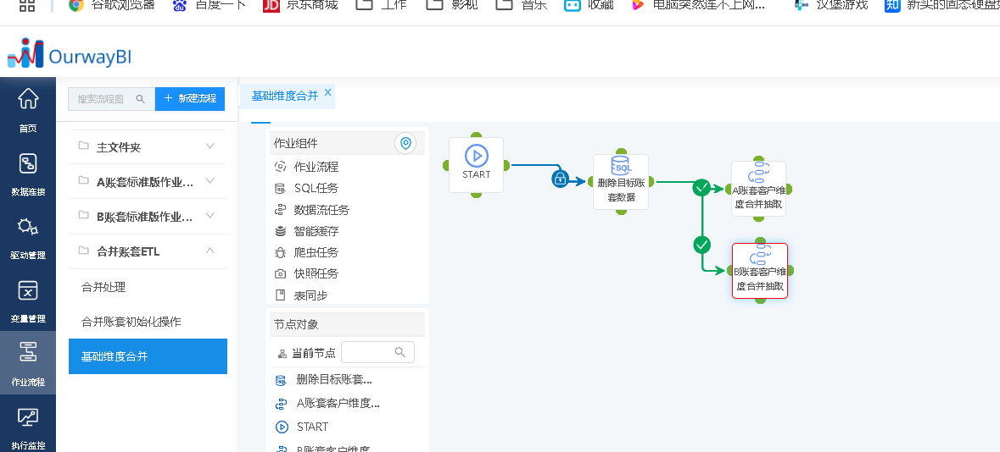 谷歌浏览器
百度一下
京东商城
工作
影视
音乐
收藏
电脑突然连不上网...
汉堡游戏
新买的固态硬盘
OurwayBI
首页
数据连接
驱动管理
变量管理
作业流程
执行监控
搜索流程图
+ 新建流程
主文件夹
A账套标准版作业...
B账套标准版作业...
合并账套ETL
合并处理
合并账套初始化操作
基础维度合并
基础维度合并 X
作业组件
作业流程
SQL任务
数据流任务
智能缓存
爬虫任务
快照任务
表同步
节点对象
当前节点
删除目标账套...
A账套客户维度...
START
B账套客户维度
START
SQL
删除目标账
套数据
A账套客户维
度合并抽取
B账套客户维
度合并抽取